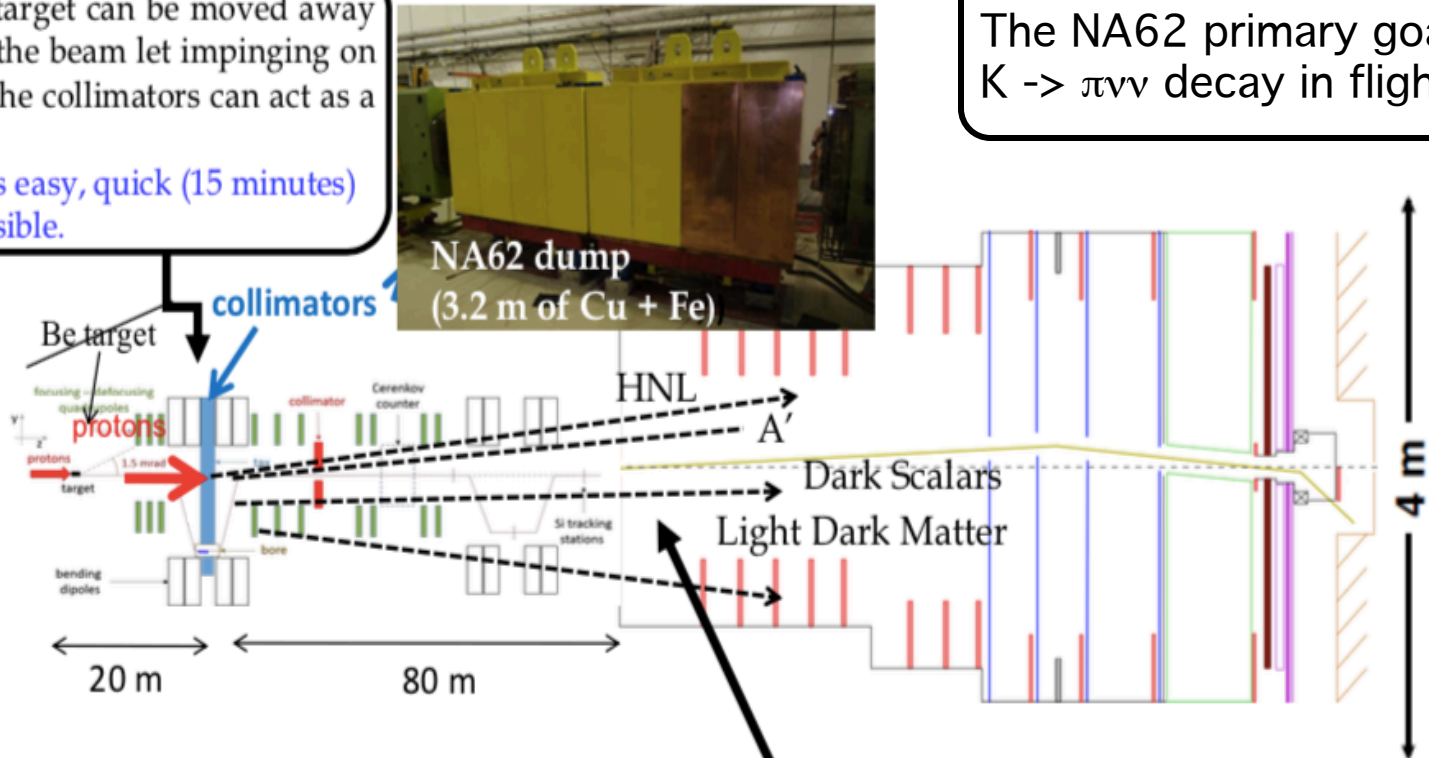 target can be moved away
the beam let impinging on
he collimators can act as a
s easy, quick (15 minutes)
sible.
The NA62 primary goa
K -> πνν decay in fligh
NA62 dump
(3.2 m of Cu + Fe)
collimators
Be target
focusing - defocusing
quadrupoles
protons
Y
z
protons
1.5 mrad
target
collimator
Cerenkov
counter
HNL
A′
Dark Scalars
Light Dark Matter
Si tracking
stations
bore
bending
dipoles
20 m
80 m
4 m